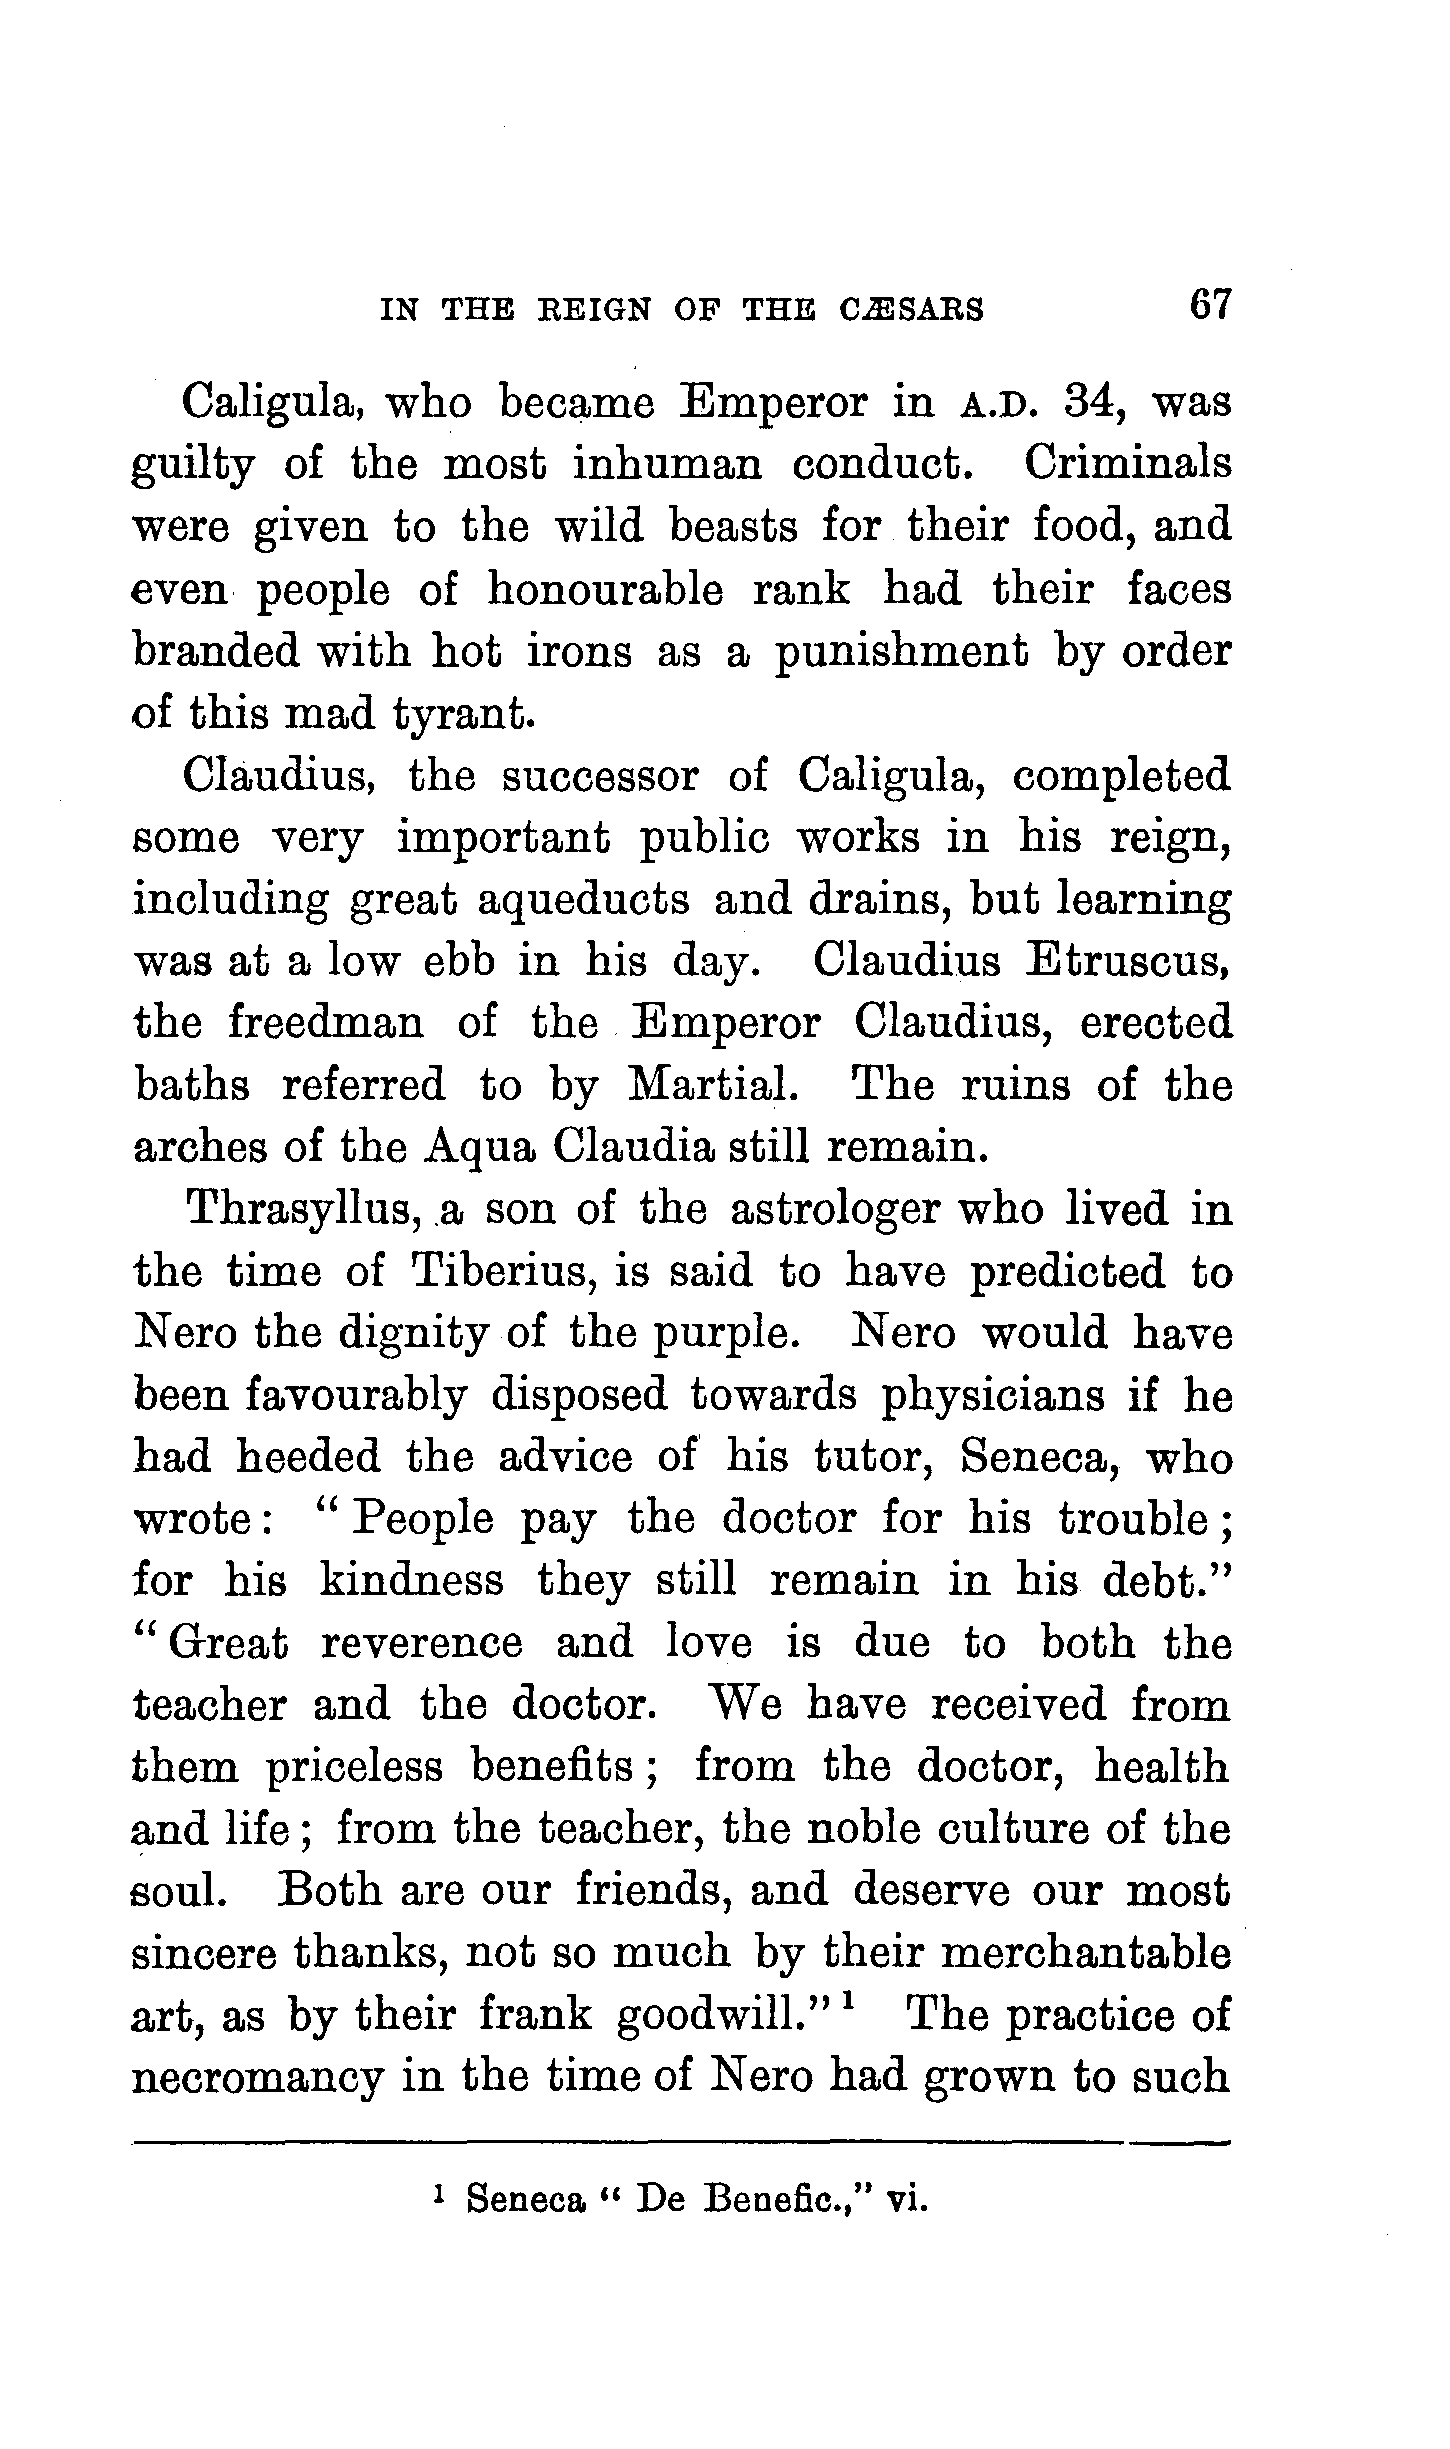 IN THE REIGN OF THE CÆSARS 67
Caligula, who became Emperor in A.D. 34, was
guilty of the most inhuman conduct. Criminals
were given to the wild beasts for their food, and
even people of honourable rank had their faces
branded with hot irons as a punishment by order
of this mad tyrant.
Claudius, the successor of Caligula, completed
some very important public works in his reign,
including great aqueducts and drains, but learning
was at a low ebb in his day. Claudius Etruscus,
the freedman of the Emperor Claudius, erected
baths referred to by Martial. The ruins of the
arches of the Aqua Claudia still remain.
Thrasyllus, a son of the astrologer who lived in
the time of Tiberius, is said to have predicted to
Nero the dignity of the purple. Nero would have
been favourably disposed towards physicians if he
had heeded the advice of his tutor, Seneca, who
wrote: “ People pay the doctor for his trouble ;
for his kindness they still remain in his debt.”
“ Great reverence and love is due to both the
teacher and the doctor. We have received from
them priceless benefits ; from the doctor, health
and life ; from the teacher, the noble culture of the
soul. Both are our friends, and deserve our most
sincere thanks, not so much by their merchantable
art, as by their frank goodwill.” ¹ The practice of
necromancy in the time of Nero had grown to such
¹ Seneca “ De Benefic.,” vi.